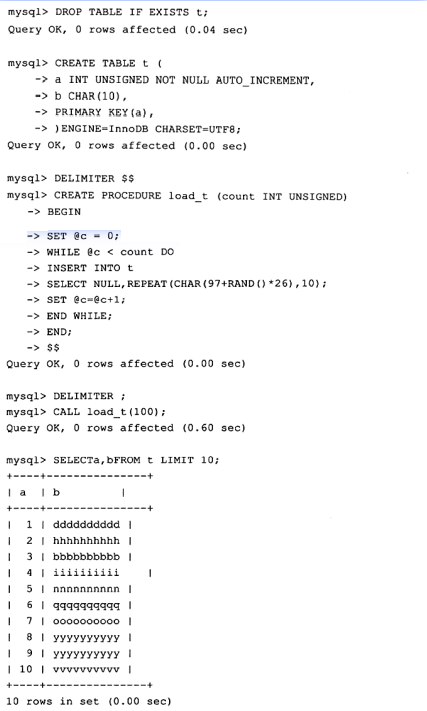 mysql> DROP TABLE IF EXISTS t;
Query OK, 0 rows affected (0.04 sec)
mysql> CREATE TABLE t (
-> a INT UNSIGNED NOT NULL AUTO_INCREMENT,
-> b CHAR(10),
-> PRIMARY KEY(a),
-> )ENGINE=InnoDB CHARSET=UTF8;
Query OK, 0 rows affected (0.00 sec)
mysql> DELIMITER $$
mysql> CREATE PROCEDURE load_t (count INT UNSIGNED)
-> BEGIN
-> SET @c = 0;
-> WHILE @c < count DO
-> INSERT INTO t
-> SELECT NULL,REPEAT(CHAR(97+RAND()*26),10);
-> SET @c=@c+1;
-> END WHILE;
-> END;
-> $$
Query OK, 0 rows affected (0.00 sec)
mysql> DELIMITER ;
mysql> CALL load_t(100);
Query OK, 0 rows affected (0.60 sec)
mysql> SELECTa,bFROM t LIMIT 10;
+----+---------------+
| a | b |
+----+---------------+
| 1 | dddddddddd |
| 2 | hhhhhhhhhh |
| 3 | bbbbbbbbbb |
| 4 | iiiiiiiiii |
| 5 | nnnnnnnnnn |
| 6 | qqqqqqqqqq |
| 7 | oooooooooo |
| 8 | yyyyyyyyyy |
| 9 | yyyyyyyyyy |
| 10 | vvvvvvvvvv |
+----+---------------+
10 rows in set (0.00 sec)